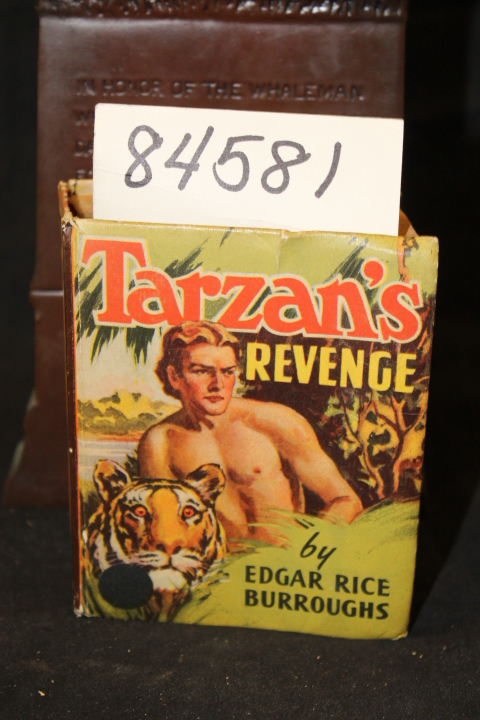 IN HONOR OF THE WHALEMAN
84581
Tarzan's
REVENGE
by
EDGAR RICE
BURROUGHS